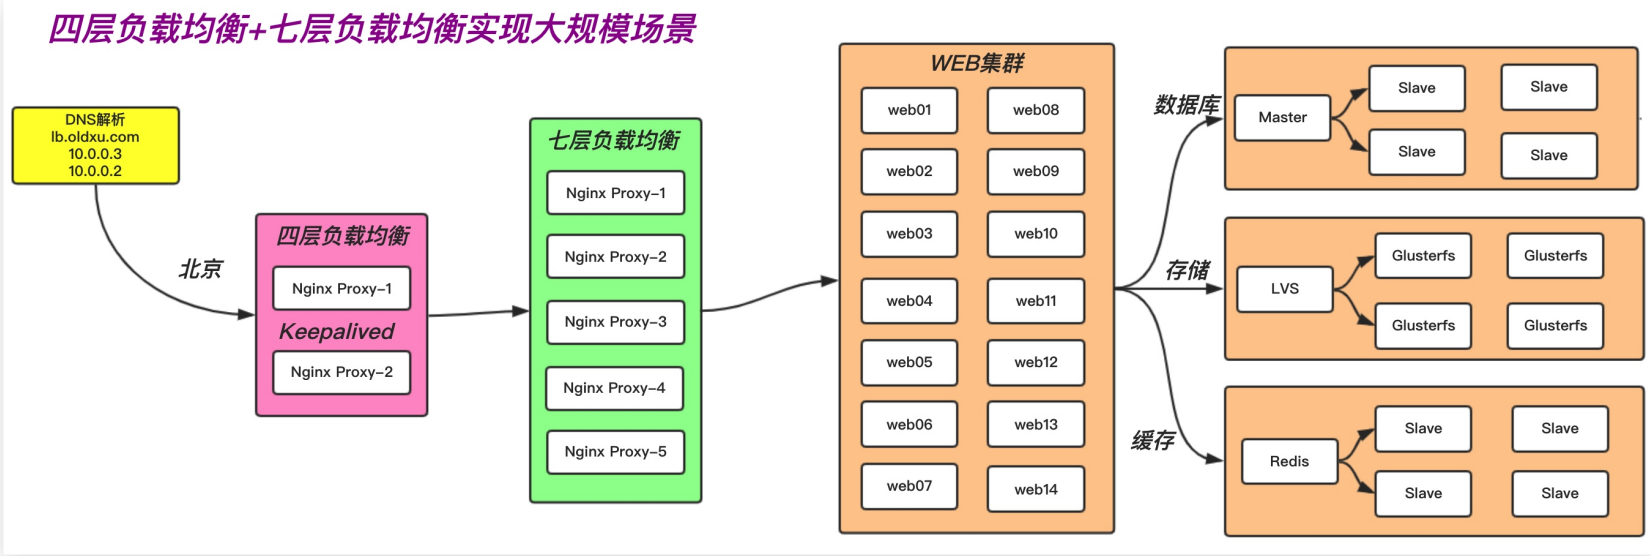 四层负载均衡+七层负载均衡实现大规模场景
DNS解析
lb.oldxu.com
10.0.0.3
10.0.0.2
北京
四层负载均衡
Nginx Proxy-1
Keepalived
Nginx Proxy-2
七层负载均衡
Nginx Proxy-1
Nginx Proxy-2
Nginx Proxy-3
Nginx Proxy-4
Nginx Proxy-5
WEB集群
web01 web08
web02 web09
web03 web10
web04 web11
web05 web12
web06 web13
web07 web14
数据库
Master
Slave Slave
Slave Slave
存储
LVS
Glusterfs Glusterfs
Glusterfs Glusterfs
缓存
Redis
Slave Slave
Slave Slave